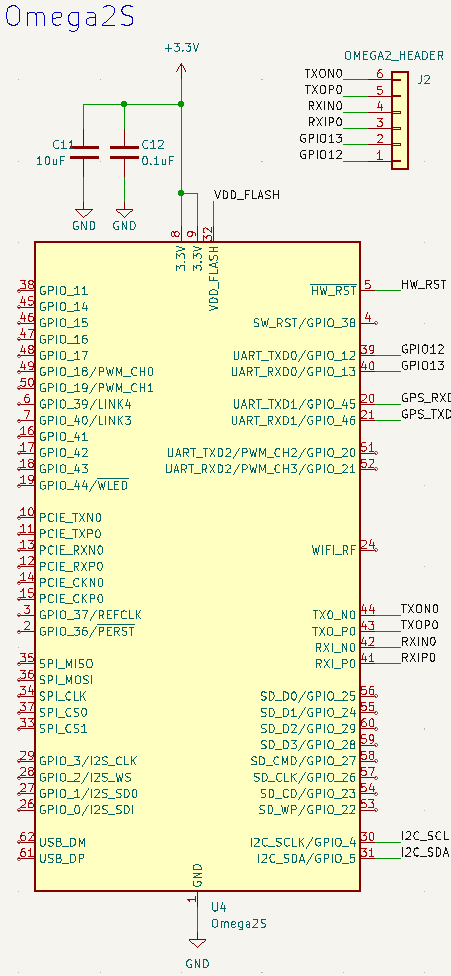 Omega2S
+3.3V
OMEGA2_HEADER
J2
TXON0 6
TXOP0 5
RXIN0 4
RXIP0 3
GPIO13 2
GPIO12 1
C11
10uF
C12
0.1uF
GND
GND
VDD_FLASH
8
9
32
3.3V
3.3V
VDD_FLASH
38 GPIO_11
45 GPIO_14
46 GPIO_15
47 GPIO_16
48 GPIO_17
49 GPIO_18/PWM_CH0
50 GPIO_19/PWM_CH1
6 GPIO_39/LINK4
7 GPIO_40/LINK3
16 GPIO_41
17 GPIO_42
18 GPIO_43
19 GPIO_44/WLED
10 PCIE_TXN0
11 PCIE_TXP0
13 PCIE_RXN0
12 PCIE_RXP0
14 PCIE_CKN0
15 PCIE_CKP0
3 GPIO_37/REFCLK
2 GPIO_36/PERST
35 SPI_MISO
36 SPI_MOSI
34 SPI_CLK
37 SPI_CS0
33 SPI_CS1
29 GPIO_3/I2S_CLK
28 GPIO_2/I2S_WS
27 GPIO_1/I2S_SDO
26 GPIO_0/I2S_SDI
62 USB_DM
61 USB_DP
HW_RST 5 HW_RST
SW_RST/GPIO_38 4
UART_TXD0/GPIO_12 39 GPIO12
UART_RXD0/GPIO_13 40 GPIO13
UART_TXD1/GPIO_45 20 GPS_RXD
UART_RXD1/GPIO_46 21 GPS_TXD
UART_TXD2/PWM_CH2/GPIO_20 51
UART_RXD2/PWM_CH3/GPIO_21 52
WIFI_RF 24
TXO_N0 44 TXON0
TXO_P0 43 TXOP0
RXI_N0 42 RXIN0
RXI_P0 41 RXIP0
SD_D0/GPIO_25 56
SD_D1/GPIO_24 55
SD_D2/GPIO_29 60
SD_D3/GPIO_28 59
SD_CMD/GPIO_27 58
SD_CLK/GPIO_26 57
SD_CD/GPIO_23 54
SD_WP/GPIO_22 53
I2C_SCLK/GPIO_4 30 I2C_SCL
I2C_SDA/GPIO_5 31 I2C_SDA
GND
1
U4
Omega2S
GND